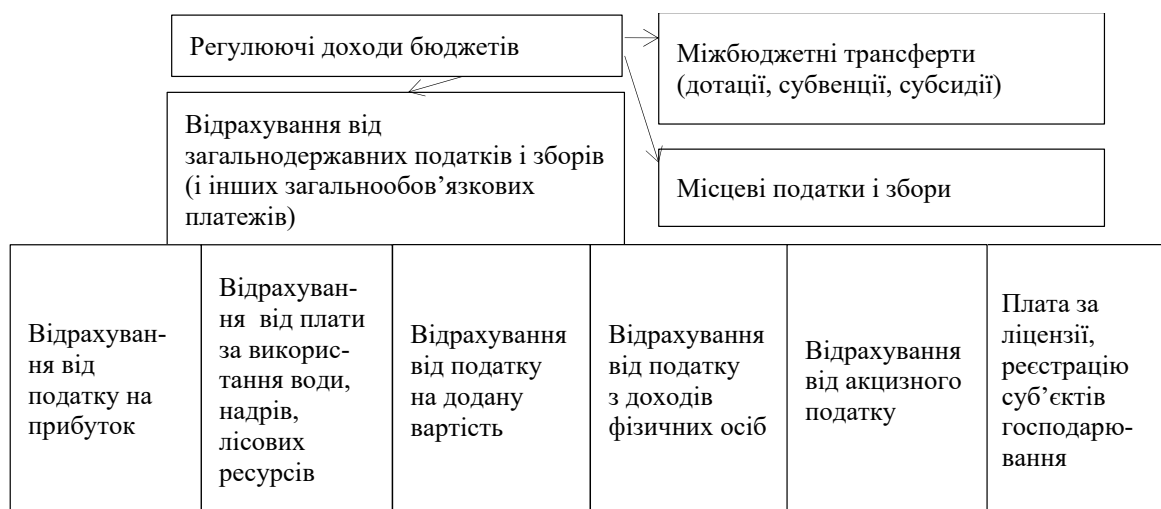 Регулюючі доходи бюджетів
Міжбюджетні трансферти
(дотації, субвенції, субсидії)
Відрахування від
загальнодержавних податків і зборів
(і інших загальнообов’язкових
платежів)
Місцеві податки і збори
Відрахуван-
ня від
податку на
прибуток
Відрахуван-
ня від плати
за викорис-
тання води,
надрів,
лісових
ресурсів
Відрахування
від податку
на додану
вартість
Відрахування
від податку
з доходів
фізичних осіб
Відрахування
від акцизного
податку
Плата за
ліцензії,
реєстрацію
суб’єктів
господарю-
вання